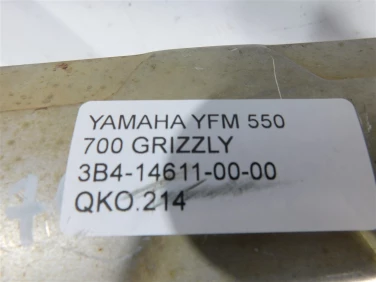 YAMAHA YFM 550
700 GRIZZLY
3B4-14611-00-00
QKO.214